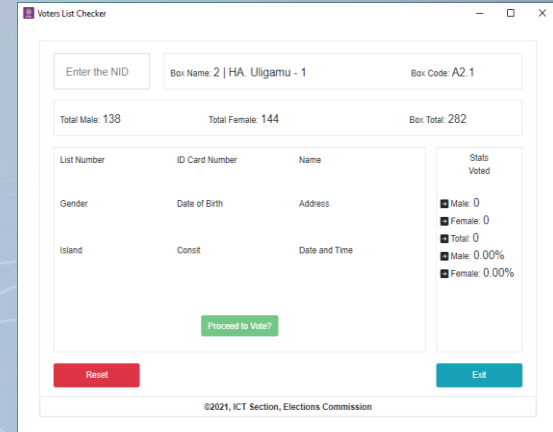 Voters List Checker
Enter the NID
Box Name: 2 | HA. Uligamu - 1
Box Code: A2.1
Total Male: 138
Total Female: 144
Box Total: 282
List Number
ID Card Number
Name
Gender
Date of Birth
Address
Island
Consit
Date and Time
Proceed to Vote?
Stats
Voted
Male: 0
Female: 0
Total: 0
Male: 0.00%
Female: 0.00%
Reset
Exit
©2021, ICT Section, Elections Commission